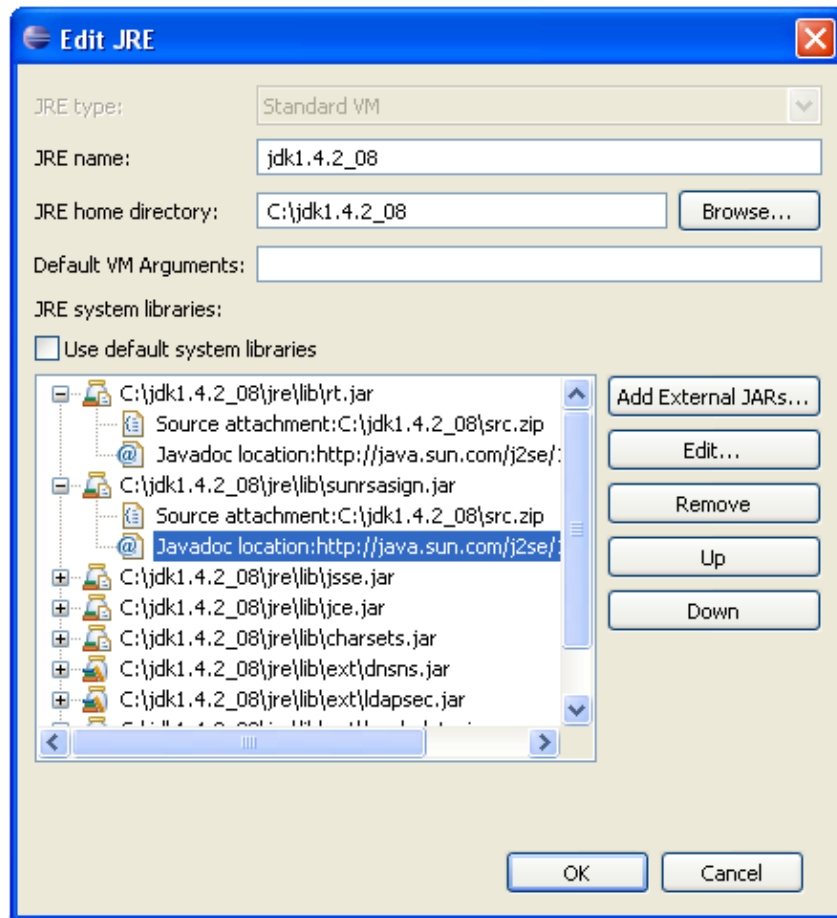 Edit JRE
JRE type: Standard VM
JRE name: jdk1.4.2_08
JRE home directory: C:\jdk1.4.2_08 Browse...
Default VM Arguments:
JRE system libraries:
Use default system libraries
C:\jdk1.4.2_08\jre\lib\rt.jar
Source attachment:C:\jdk1.4.2_08\src.zip
Javadoc location:http://java.sun.com/j2se/
C:\jdk1.4.2_08\jre\lib\sunrsasign.jar
Source attachment:C:\jdk1.4.2_08\src.zip
Javadoc location:http://java.sun.com/j2se/
C:\jdk1.4.2_08\jre\lib\jsse.jar
C:\jdk1.4.2_08\jre\lib\jce.jar
C:\jdk1.4.2_08\jre\lib\charsets.jar
C:\jdk1.4.2_08\jre\lib\ext\dnsns.jar
C:\jdk1.4.2_08\jre\lib\ext\ldapsec.jar
Add External JARs...
Edit...
Remove
Up
Down
OK Cancel